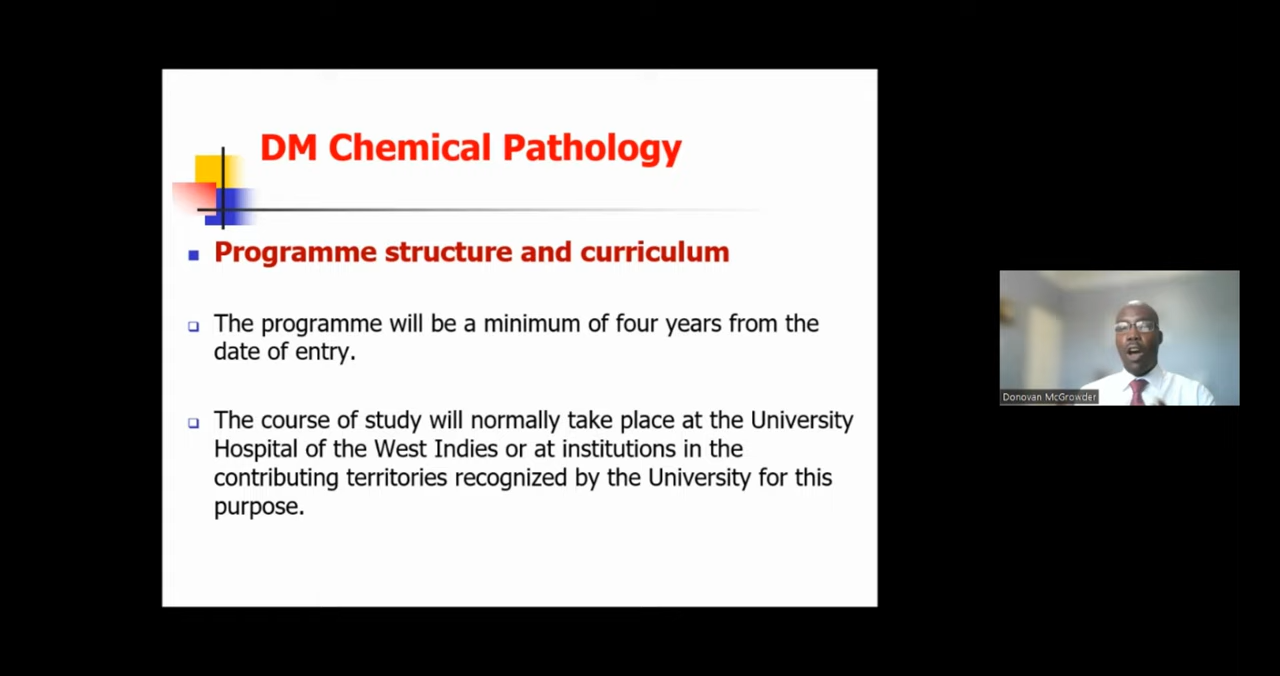 DM Chemical Pathology
Programme structure and curriculum
The programme will be a minimum of four years from the
date of entry.
The course of study will normally take place at the University
Hospital of the West Indies or at institutions in the
contributing territories recognized by the University for this
purpose.
Donovan McGrowder